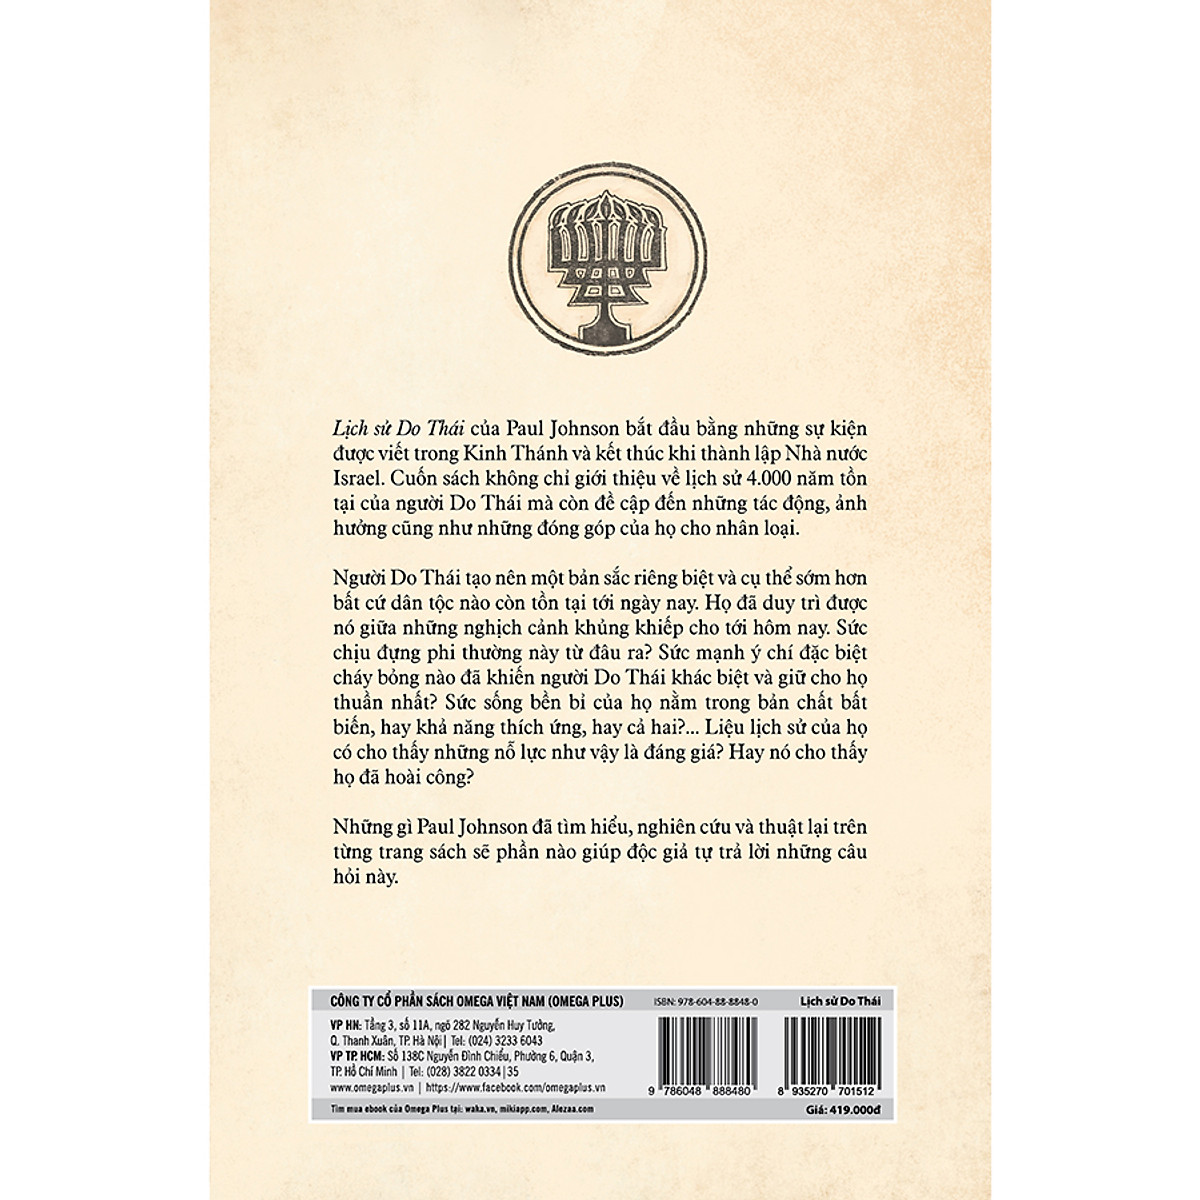 Lịch sử Do Thái của Paul Johnson bắt đầu bằng những sự kiện
được viết trong Kinh Thánh và kết thúc khi thành lập Nhà nước
Israel. Cuốn sách không chỉ giới thiệu về lịch sử 4.000 năm tồn
tại của người Do Thái mà còn đề cập đến những tác động, ảnh
hưởng cũng như những đóng góp của họ cho nhân loại.
Người Do Thái tạo nên một bản sắc riêng biệt và cụ thể sớm hơn
bất cứ dân tộc nào còn tồn tại tới ngày nay. Họ đã duy trì được
nó giữa những nghịch cảnh khủng khiếp cho tới hôm nay. Sức
chịu đựng phi thường này từ đâu ra? Sức mạnh ý chí đặc biệt
cháy bỏng nào đã khiến người Do Thái khác biệt và giữ cho họ
thuần nhất? Sức sống bền bỉ của họ nằm trong bản chất bất
biến, hay khả năng thích ứng, hay cả hai?... Liệu lịch sử của họ
có cho thấy những nỗ lực như vậy là đáng giá? Hay nó cho thấy
họ đã hoài công?
Những gì Paul Johnson đã tìm hiểu, nghiên cứu và thuật lại trên
từng trang sách sẽ phần nào giúp độc giả tự trả lời những câu
hỏi này.
CÔNG TY CỔ PHẦN SÁCH OMEGA VIỆT NAM (OMEGA PLUS) ISBN: 978-604-88-8848-0 Lịch sử Do Thái
VP HN: Tầng 3, số 11A, ngõ 282 Nguyễn Huy Tưởng,
Q. Thanh Xuân, TP. Hà Nội | Tel: (024) 3233 6043
VP TP. HCM: Số 138C Nguyễn Đình Chiểu, Phường 6, Quận 3,
TP. Hồ Chí Minh | Tel: (028) 3822 0334 | 35
www.omegaplus.vn | https://www.facebook.com/omegaplus.vn
9 786048 888480 8 935270 701512
Tìm mua ebook của Omega Plus tại: waka.vn, mikiapp.com, Alezaa.com Giá: 419.000đ